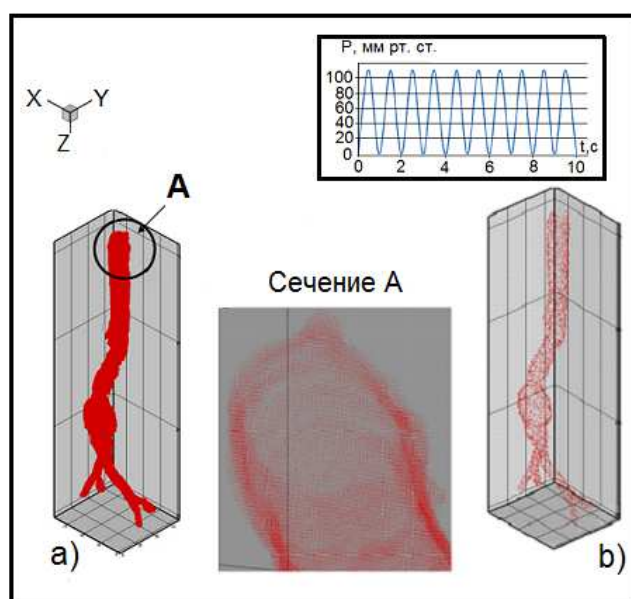 P, мм рт. ст.
100
80
60
40
20
0
0 2 4 6 8 10
t,c
X Y
Z
A
Сечение А
a)
b)